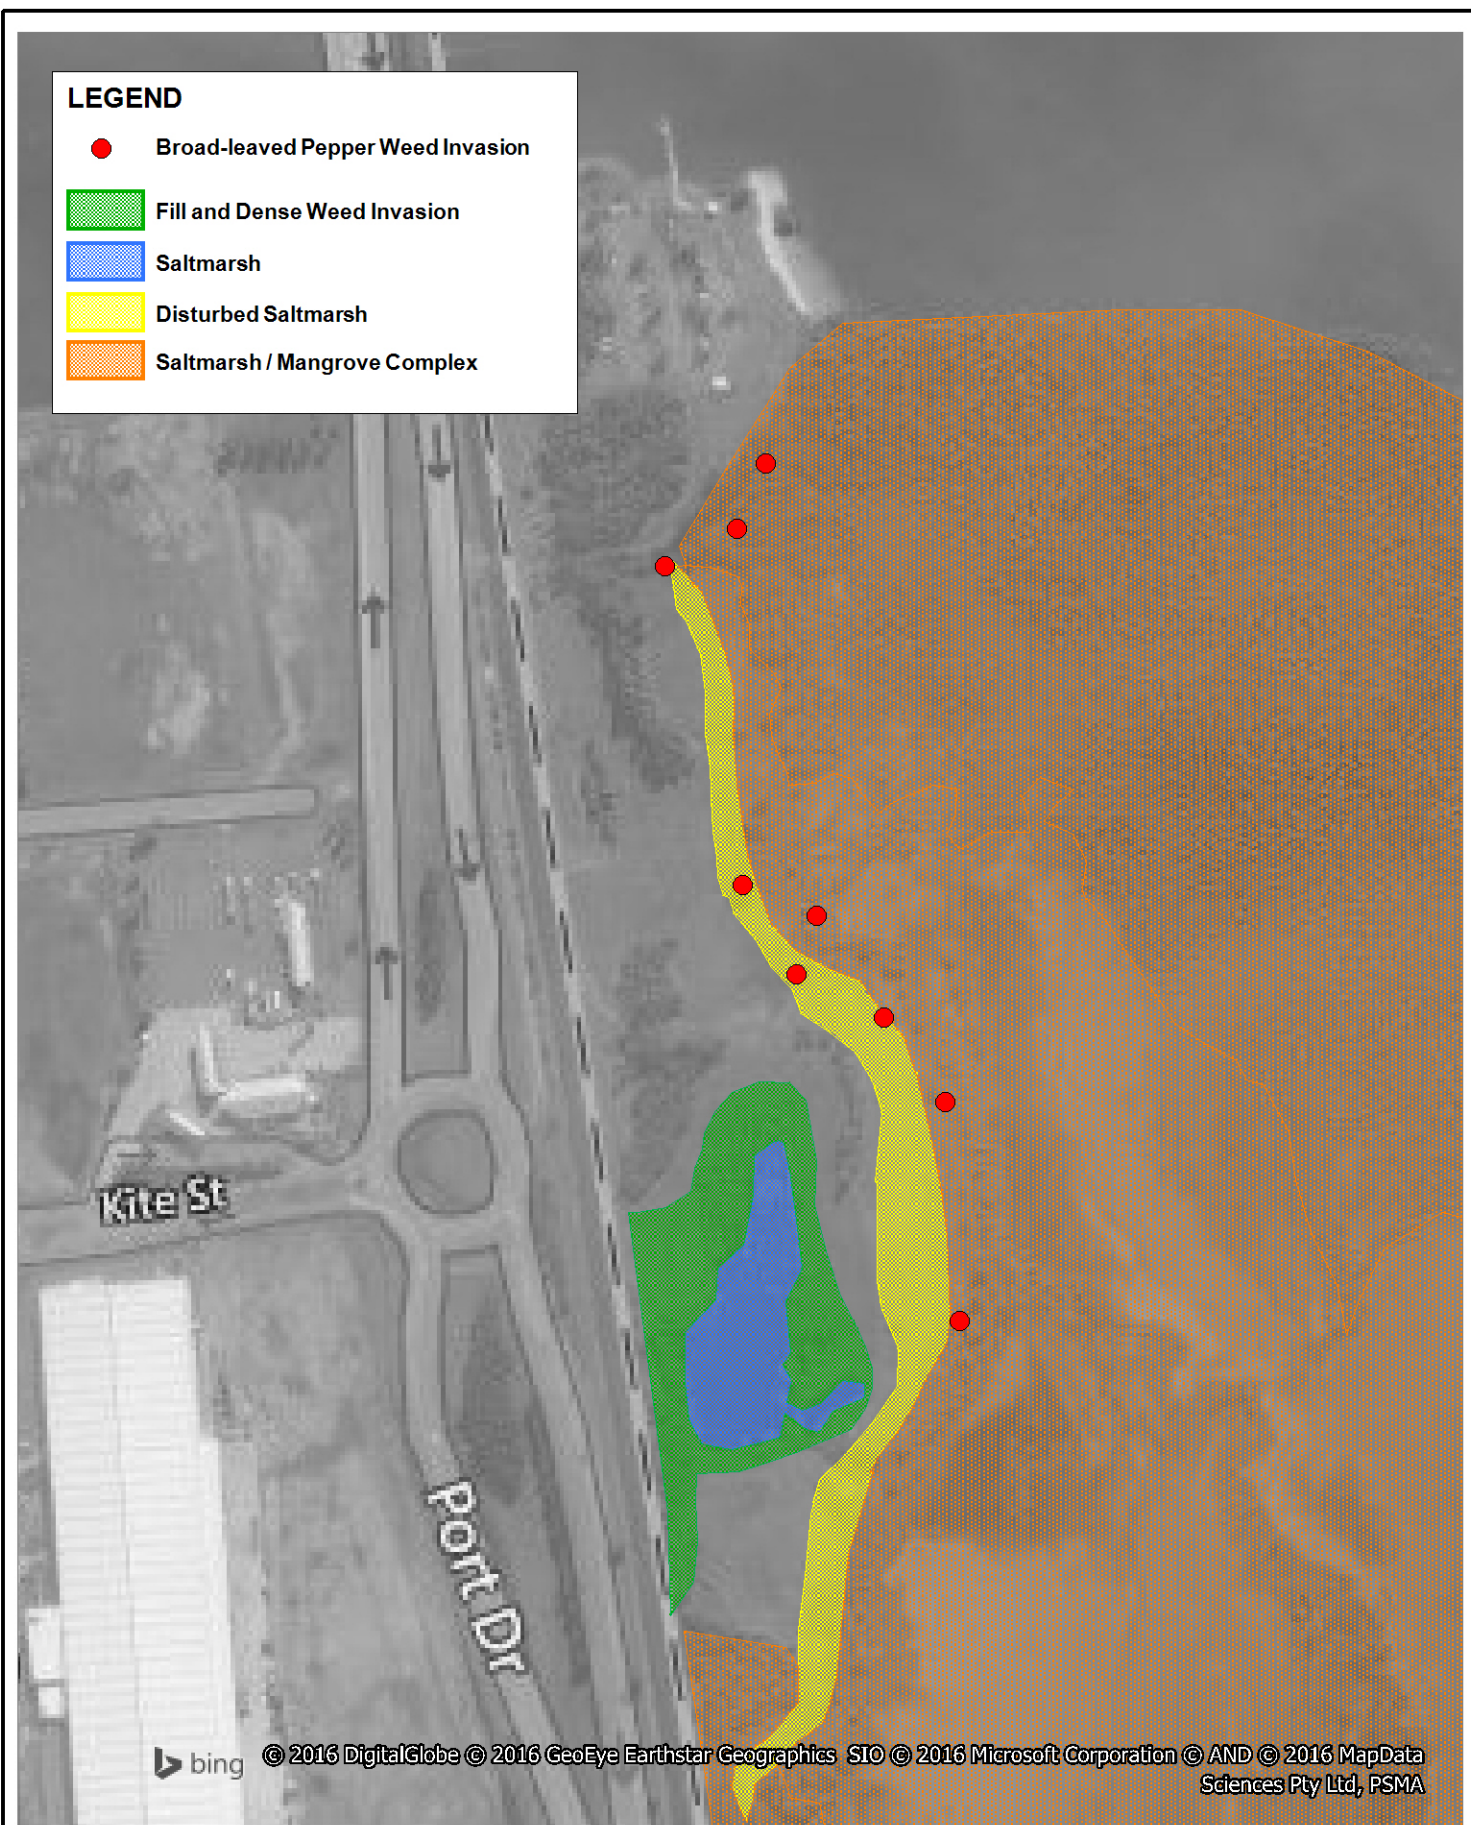 LEGEND
Broad-leaved Pepper Weed Invasion
Fill and Dense Weed Invasion
Saltmarsh
Disturbed Saltmarsh
Saltmarsh / Mangrove Complex
Kite St
Port Dr
bing
© 2016 DigitalGlobe © 2016 GeoEye Earthstar Geographics SIO © 2016 Microsoft Corporation © AND © 2016 MapData
Sciences Pty Ltd, PSMA